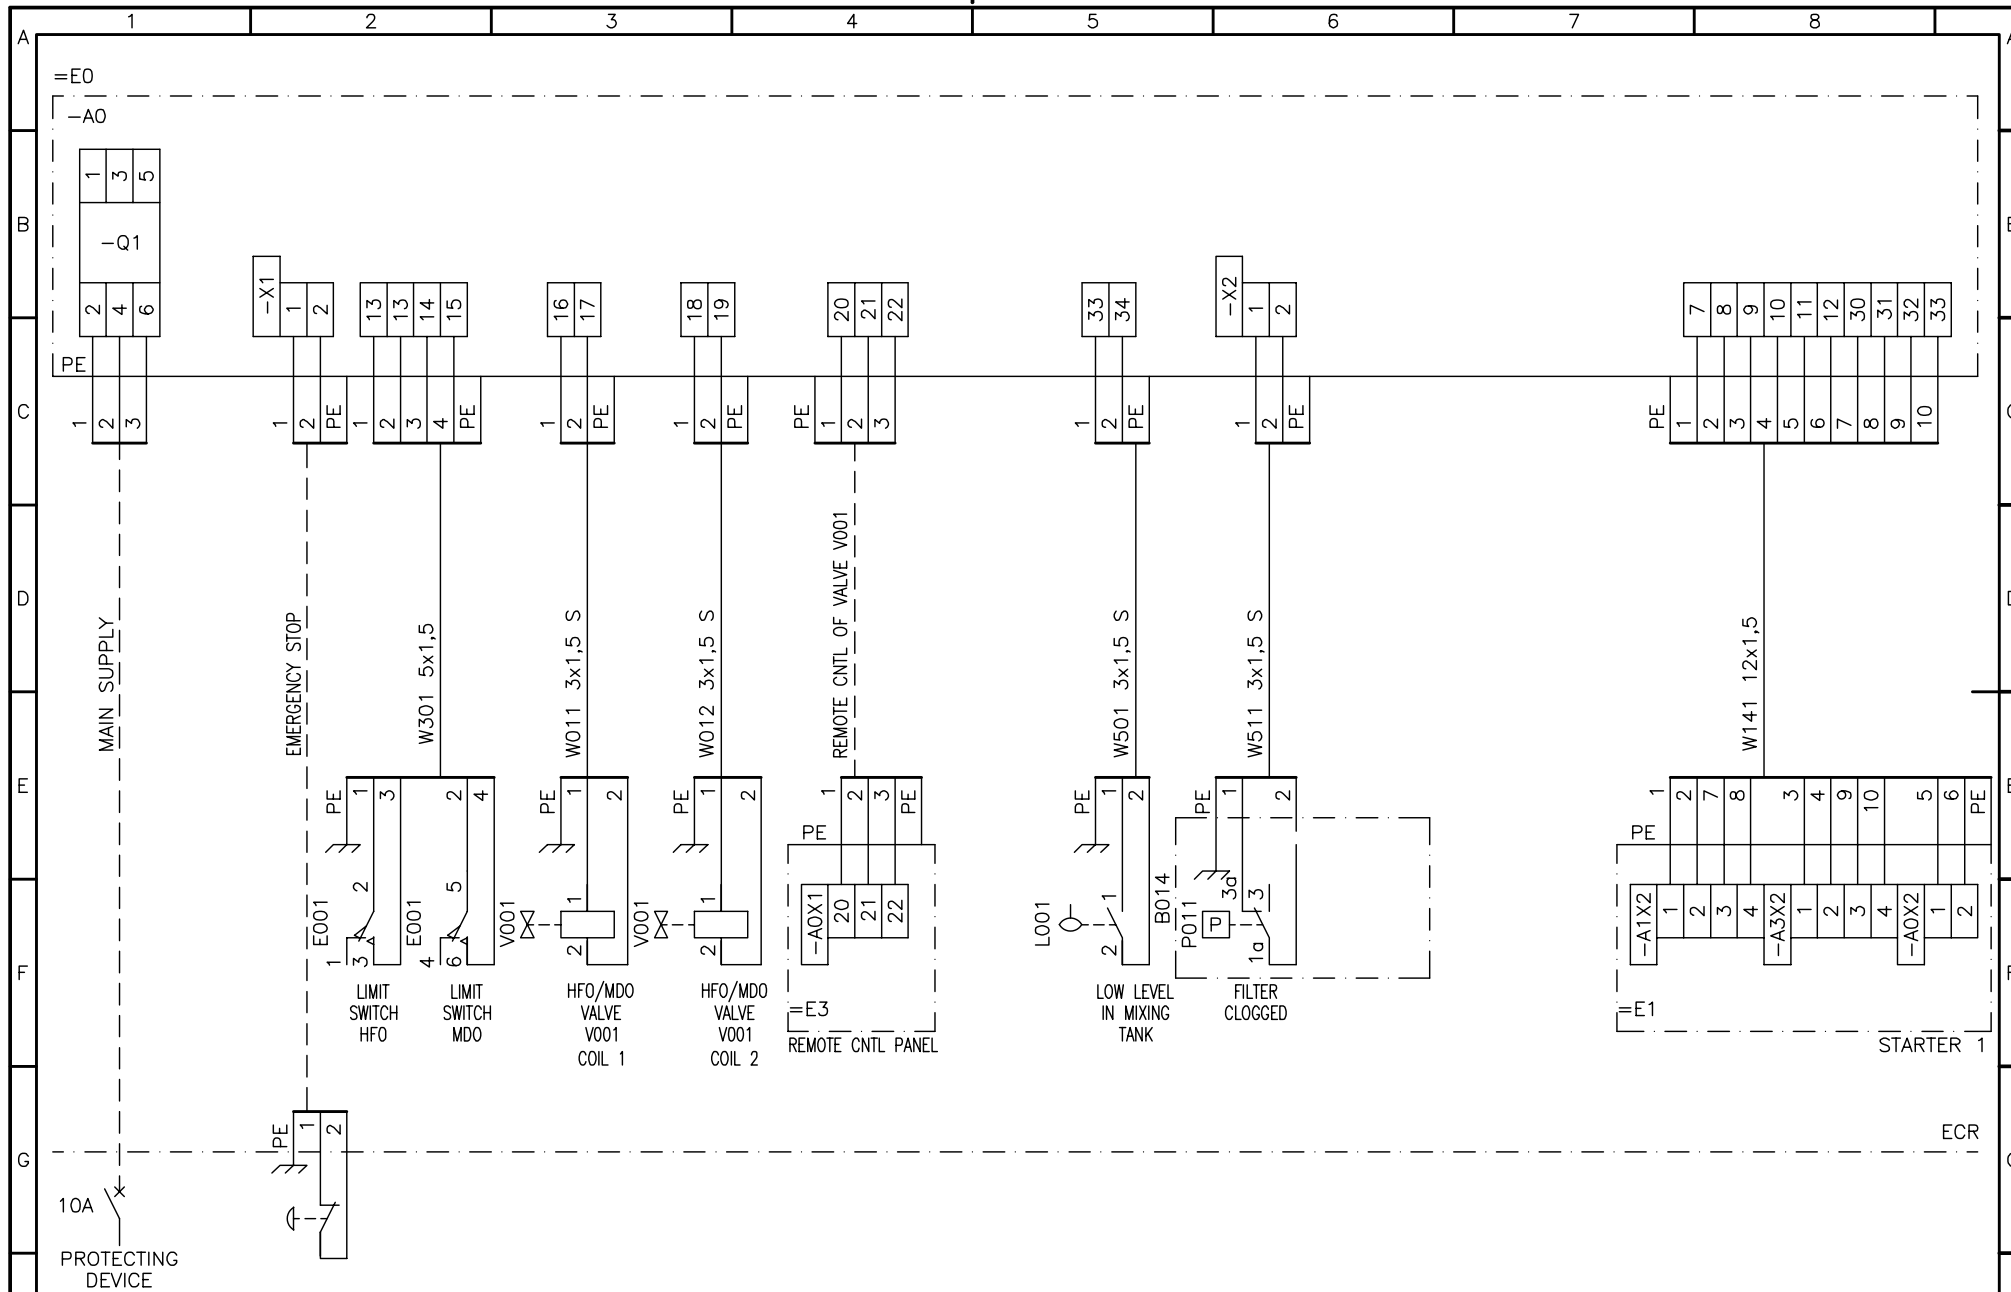 1 2 3 4 5 6 7 8
A
=E0
-A0
1 3 5
B
-Q1
2 4 6
-X1 1 2
13 13 14 15
16 17
18 19
20 21 22
33 34
-X2 1 2
7 8 9 10 11 12 30 31 32 33
PE
C
1 2 3
1 2 PE
1 2 3 4 PE
1 2 PE
1 2 PE
PE 1 2 3
1 2 PE
1 2 PE
PE 1 2 3 4 5 6 7 8 9 10
D
MAIN SUPPLY
EMERGENCY STOP
W301 5x1,5
W011 3x1,5 S
W012 3x1,5 S
REMOTE CNTL OF VALVE V001
W501 3x1,5 S
W511 3x1,5 S
W141 12x1,5
E
PE 1 3 2 4
PE 1 2
PE 1 2
1 2 3 PE
PE 1 2
PE 1 2
1 2 7 8 3 4 9 10 5 6 PE
PE
PE
E001 2 1 3
E001 5 4 6
V001 1 2
V001 1 2
-A0X1 20 21 22
L001 1 2
B014
P011 P 3a 3 1a
-A1X2 1 2 3 4 -A3X2 1 2 3 4 -A0X2 1 2
F
LIMIT
SWITCH
HFO
LIMIT
SWITCH
MDO
HFO/MDO
VALVE
V001
COIL 1
HFO/MDO
VALVE
V001
COIL 2
=E3
REMOTE CNTL PANEL
LOW LEVEL
IN MIXING
TANK
FILTER
CLOGGED
=E1
STARTER 1
PE 1 2
ECR
G
10A
PROTECTING
DEVICE